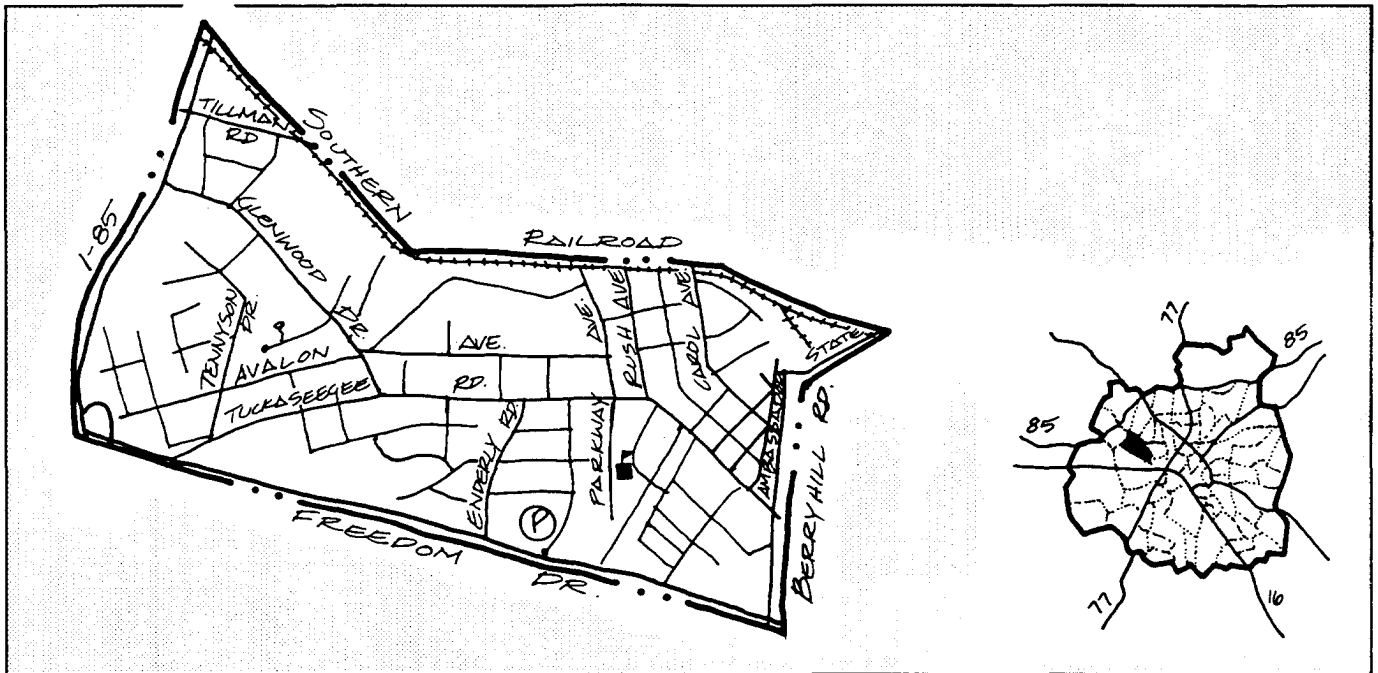 TILLMAN
RD
SOUTHERN
RAILROAD
I-85
GLENWOOD
DR.
TENNYSON
DR.
AVALON
AVE.
TUCKASEEGEE
RD.
AVE.
RUSH AVE
CAROL AVE.
STATE
ENDERLY RD.
PARKWAY
AMBASSADOR
BERRYHILL RD.
P
FREEDOM
DR.
77
85
85
77
16